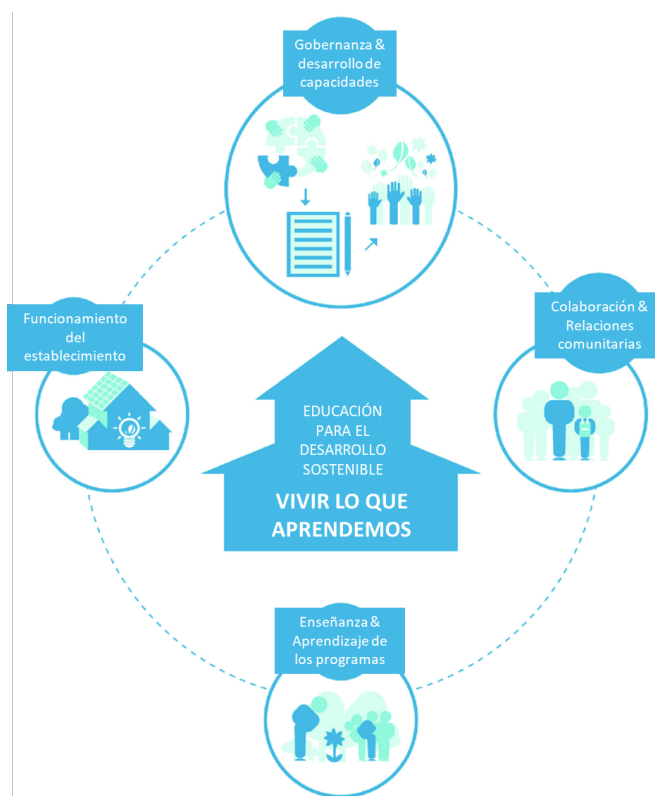 Gobernanza &
desarrollo de
capacidades
Funcionamiento
del
establecimiento
Colaboración &
Relaciones
comunitarias
EDUCACIÓN
PARA EL
DESARROLLO
SOSTENIBLE
VIVIR LO QUE
APRENDEMOS
Enseñanza &
Aprendizaje de
los programas